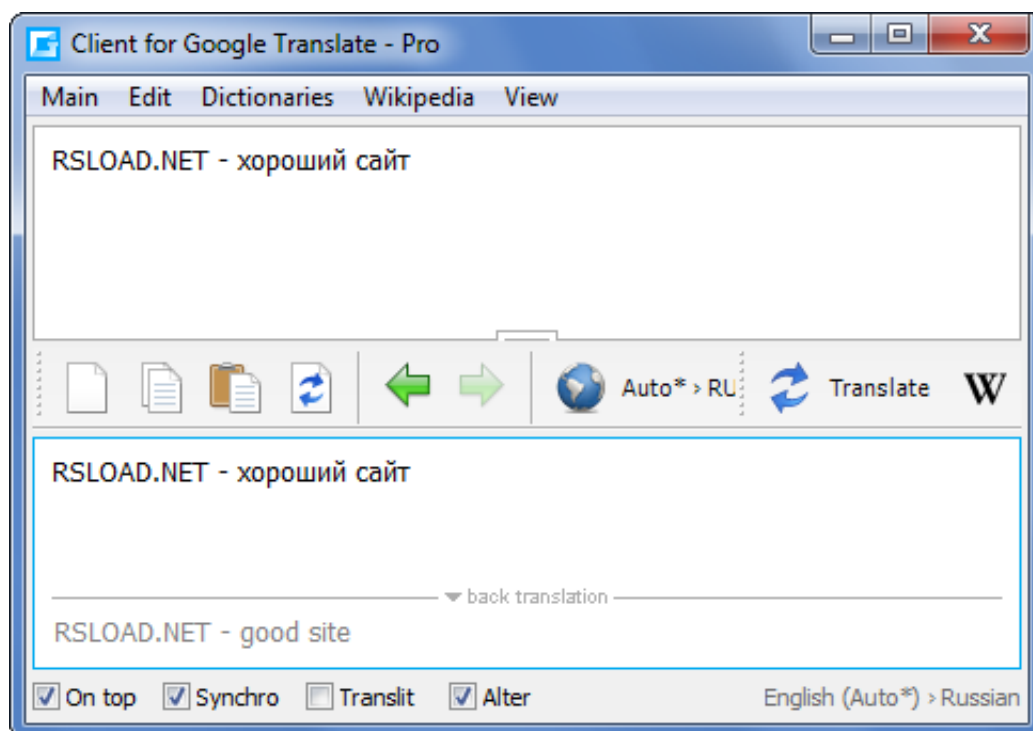 Client for Google Translate - Pro
Main Edit Dictionaries Wikipedia View
RSLOAD.NET - хороший сайт
Auto* › RU Translate W
RSLOAD.NET - хороший сайт
back translation
RSLOAD.NET - good site
On top Synchro Translit Alter English (Auto*) › Russian